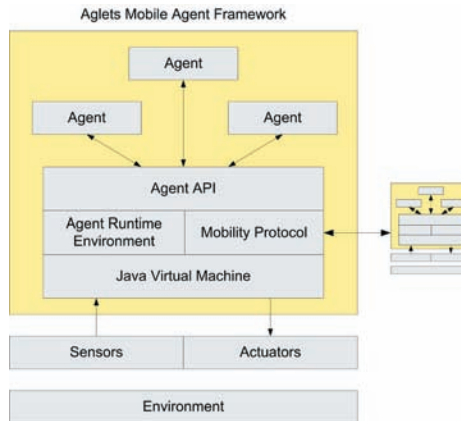 Aglets Mobile Agent Framework
Agent
Agent
Agent
Agent API
Agent Runtime
Environment
Mobility Protocol
Java Virtual Machine
Sensors
Actuators
Environment